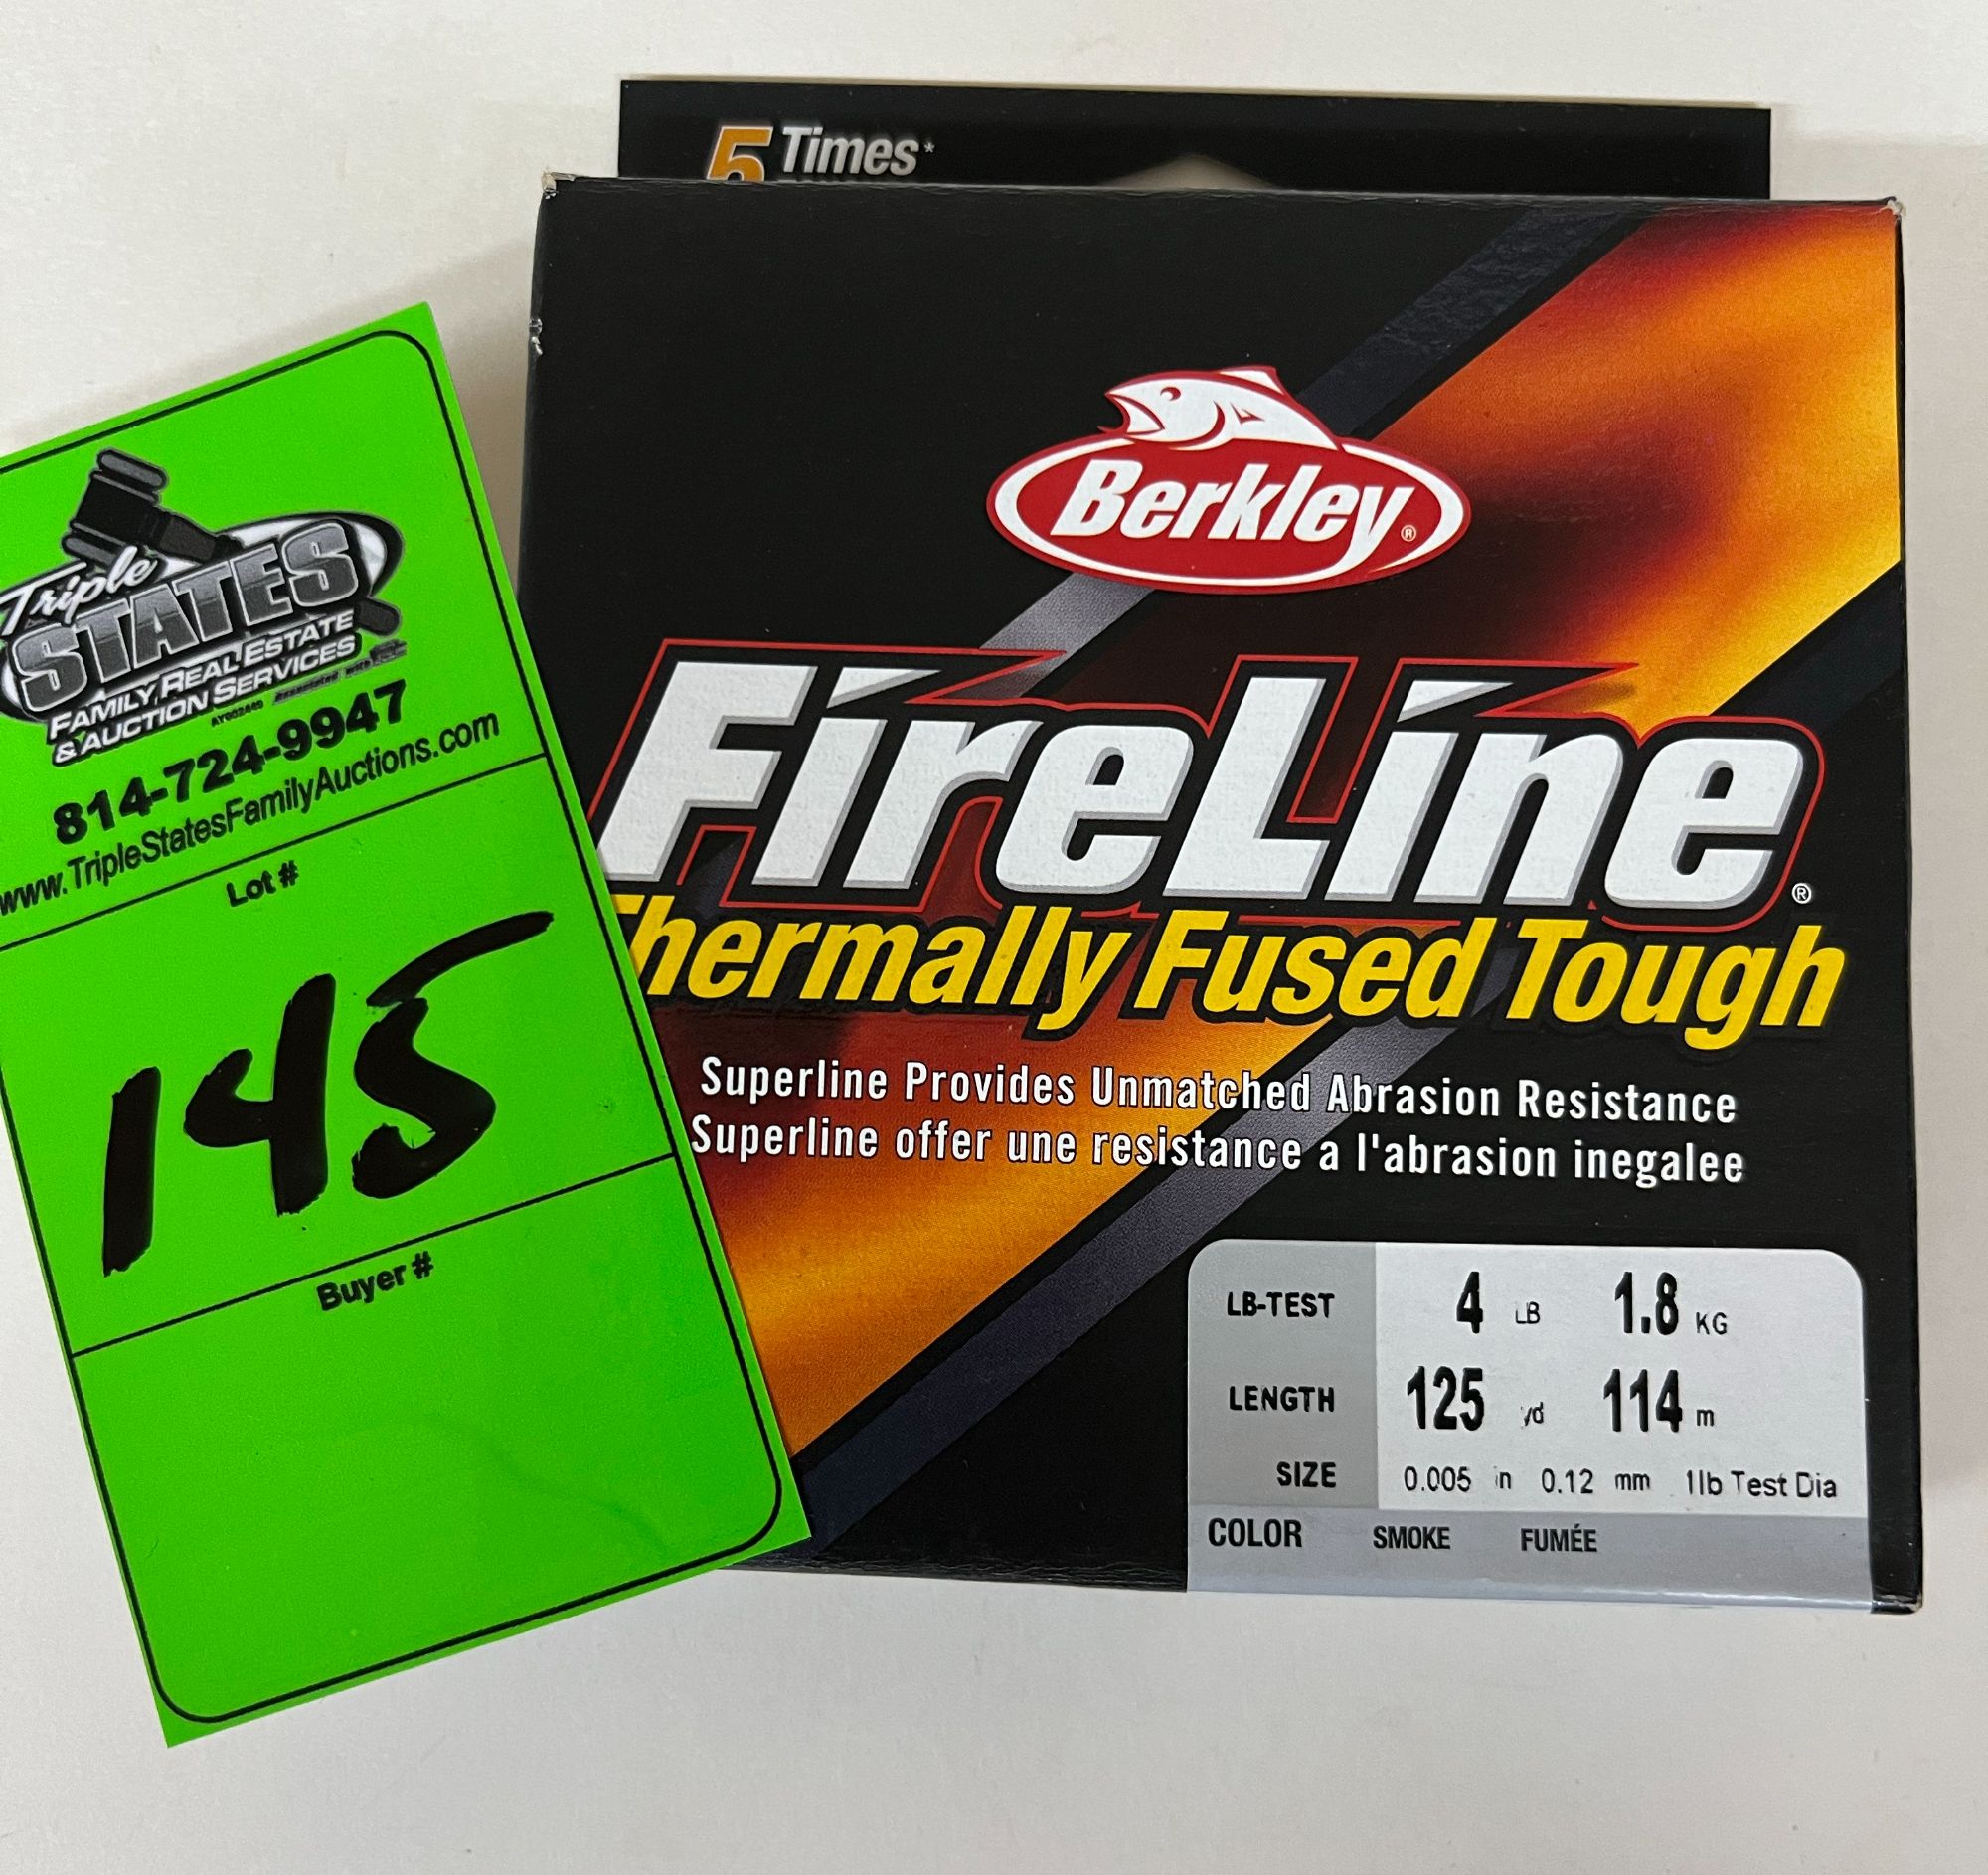 5 Times*
Berkley®
FireLine®
Thermally Fused Tough
Superline Provides Unmatched Abrasion Resistance
Superline offer une resistance a l'abrasion inegalee
LB-TEST 4 LB 1.8 KG
LENGTH 125 yd 114 m
SIZE 0.005 in 0.12 mm 1lb Test Dia
COLOR SMOKE FUMÉE
Triple
STATES
FAMILY, REAL ESTATE
& AUCTION SERVICES
814-724-9947
www.TripleStatesFamilyAuctions.com
Lot #
145
Buyer #